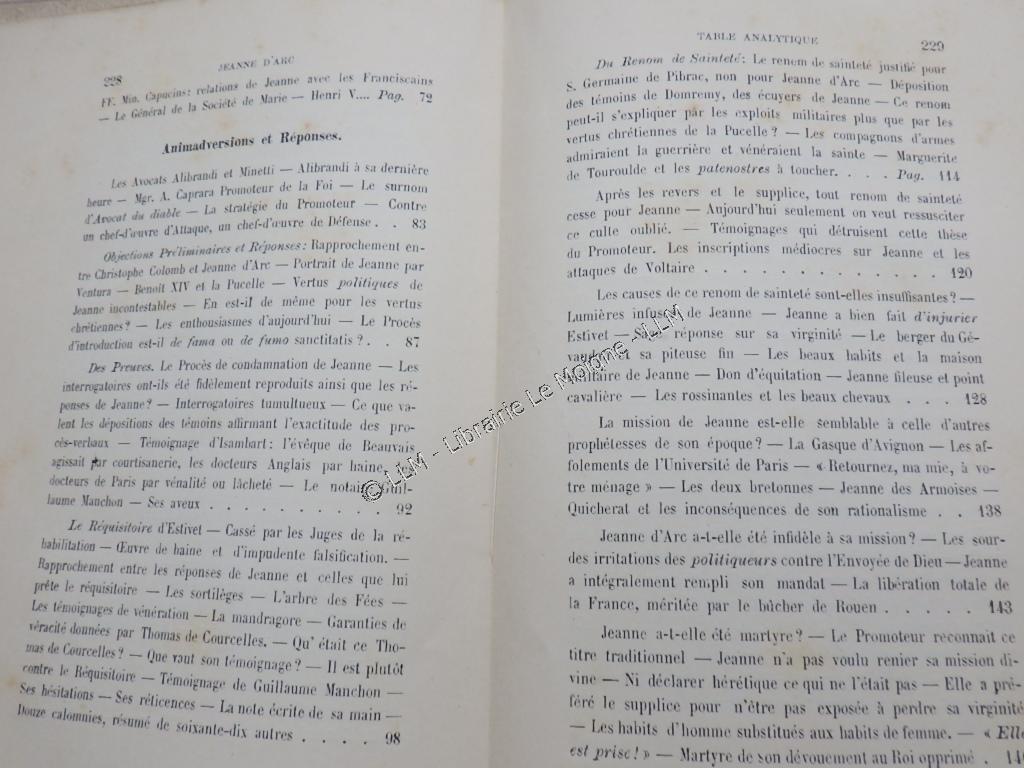 228
JEANNE D'ARC
FF. Min. Capucins: relations de Jeanne avec les Franciscains
— Le Général de la Société de Marie — Henri V.... Pag. 72
Animadversions et Réponses.
Les Avocats Alibrandi et Minetti — Alibrandi à sa dernière
heure — Mgr. A. Caprara Promoteur de la Foi — Le surnom
d'Avocat du diable — La stratégie du Promoteur — Contre
un chef-d'œuvre d'Attaque, un chef-d'œuvre de Défense . . 83
Objections Préliminaires et Réponses: Rapprochement en-
tre Christophe Colomb et Jeanne d'Arc — Portrait de Jeanne par
Ventura — Benoit XIV et la Pucelle — Vertus politiques de
Jeanne incontestables — En est-il de même pour les vertus
chrétiennes? — Les enthousiasmes d'aujourd'hui — Le Procès
d'introduction est-il de fama ou de fumo sanctitatis? . . 87
Des Preuves. Le Procès de condamnation de Jeanne — Les
interrogatoires ont-ils été fidèlement reproduits ainsi que les ré-
ponses de Jeanne? — Interrogatoires tumultueux — Ce que va-
lent les dépositions des témoins affirmant l'exactitude des pro-
cès-verbaux — Témoignage d'Isambart: l'évêque de Beauvais
agissait par courtisanerie, les docteurs Anglais par haine, les
docteurs de Paris par vénalité ou lâcheté — Le notaire Guil-
laume Manchon — Ses aveux . . . . . . . . . . 92
Le Réquisitoire d'Estivet — Cassé par les Juges de la ré-
habilitation — Œuvre de haine et d'impudente falsification. —
Rapprochement entre les réponses de Jeanne et celles que lui
prête le réquisitoire — Les sortilèges — L'arbre des Fées —
Les témoignages de vénération — La mandragore — Garanties de
véracité données par Thomas de Courcelles. — Qu'était ce Tho-
mas de Courcelles? — Que vaut son témoignage? — Il est plutôt
contre le Réquisitoire — Témoignage de Guillaume Manchon —
Ses hésitations — Ses réticences — La note écrite de sa main —
Douze calomnies, résumé de soixante-dix autres . . . . 98
TABLE ANALYTIQUE
229
Du Renom de Sainteté: Le renom de sainteté justifié pour
S. Germaine de Pibrac, non pour Jeanne d'Arc — Déposition
des témoins de Domremy, des écuyers de Jeanne — Ce renom
peut-il s'expliquer par les exploits militaires plus que par les
vertus chrétiennes de la Pucelle? — Les compagnons d'armes
admiraient la guerrière et vénéraient la sainte — Marguerite
de Touroulde et les patenostres à toucher. . . . Pag. 114
Après les revers et le supplice, tout renom de sainteté
cesse pour Jeanne — Aujourd'hui seulement on veut ressusciter
ce culte oublié. — Témoignages qui détruisent cette thèse
du Promoteur. Les inscriptions médiocres sur Jeanne et les
attaques de Voltaire . . . . . . . . . . . . . 120
Les causes de ce renom de sainteté sont-elles insuffisantes? —
Lumières infuses de Jeanne — Jeanne a bien fait d'injurier
Estivet — Sa réponse sur sa virginité — Le berger du Gé-
vaudan et sa piteuse fin — Les beaux habits et la maison
militaire de Jeanne — Don d'équitation — Jeanne fileuse et point
cavalière — Les rossinantes et les beaux chevaux . . . 128
La mission de Jeanne est-elle semblable à celle d'autres
prophétesses de son époque? — La Gasque d'Avignon — Les af-
folements de l'Université de Paris — « Retournez, ma mie, à vo-
tre ménage » — Les deux bretonnes — Jeanne des Armoises —
Quicherat et les inconséquences de son rationalisme . . 138
Jeanne d'Arc a-t-elle été infidèle à sa mission? — Les sour-
des irritations des politiqueurs contre l'Envoyée de Dieu — Jeanne
a intégralement rempli son mandat — La libération totale de
la France, méritée par le bûcher de Rouen . . . . . 143
Jeanne a-t-elle été martyre? — Le Promoteur reconnaît ce
titre traditionnel — Jeanne n'a pas voulu renier sa mission di-
vine — Ni déclarer hérétique ce qui ne l'était pas — Elle a pré-
féré le supplice pour n'être pas exposée à perdre sa virginité
— Les habits d'homme substitués aux habits de femme. — « Elle
est prise! » — Martyre de son dévouement au Roi opprimé .
© LLM - Librairie Le Moigne - LLM